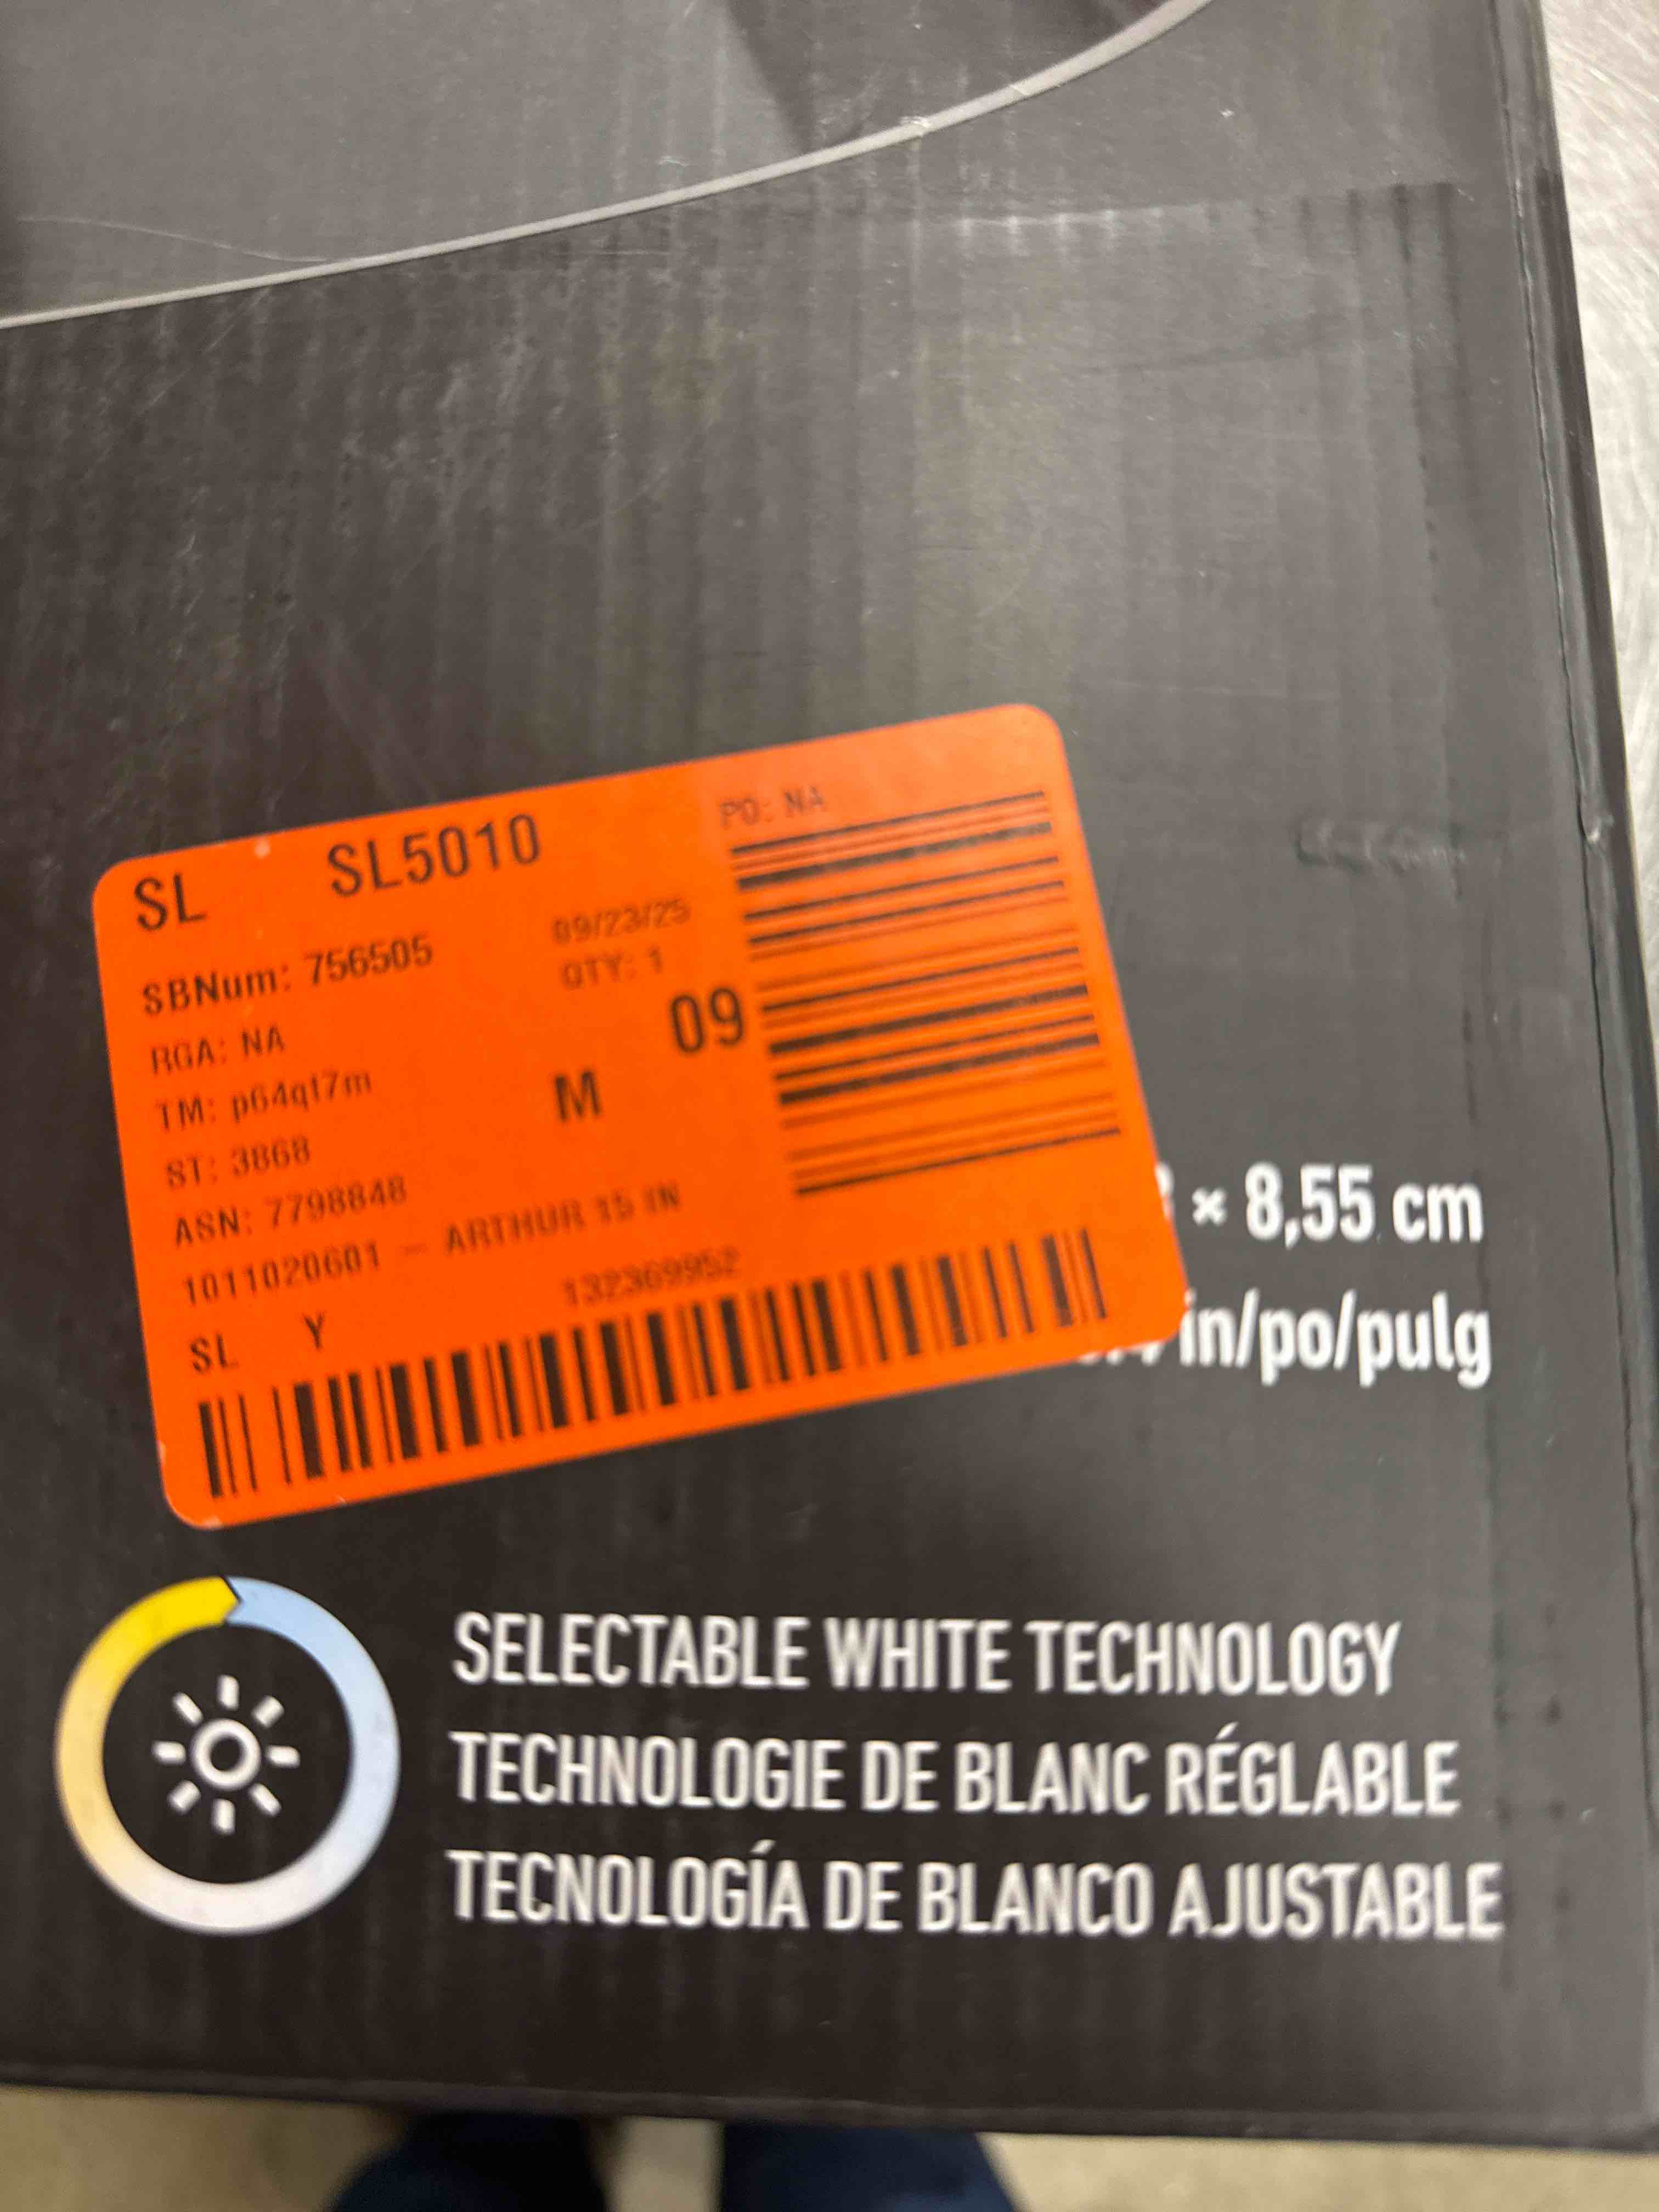 SL SL5010
PO: NA
SBNum: 756505 09/23/25
RGA: NA QTY: 1
09
TM: p64qt7m M
ST: 3868
ASN: 7798848
1011020601 - ARTHUR 15 IN
SL Y 132369952
× 8,55 cm
in/po/pulg
SELECTABLE WHITE TECHNOLOGY
TECHNOLOGIE DE BLANC RÉGLABLE
TECNOLOGÍA DE BLANCO AJUSTABLE